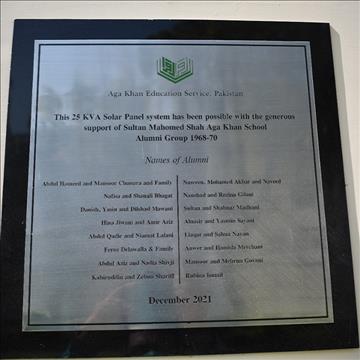 Aga Khan Education Service, Pakistan
This 25 KVA Solar Panel system has been possible with the generous
support of Sultan Mahomed Shah Aga Khan School
Alumni Group 1968-70
Names of Alumni
Abdul Hameed and Mansoor Chunara and Family
Nafisa and Shamali Bhagat
Danish, Yasin and Dilshad Mawani
Hina Jiwani and Amir Aziz
Abdul Qadir and Niamat Lalani
Feroz Delawalla & Family
Abdul Aziz and Nadia Shivji
Kabiruddin and Zebun Shariff
Nasreen, Mohamed Akbar and Naveed
Naushad and Rozina Gilani
Sultan and Shahnaz Madhani
Almair and Yasmin Sayani
Liaqat and Salma Nayan
Anwer and Hamida Merchant
Mansoor and Mehrun Govani
Rubina Ismail
December 2021